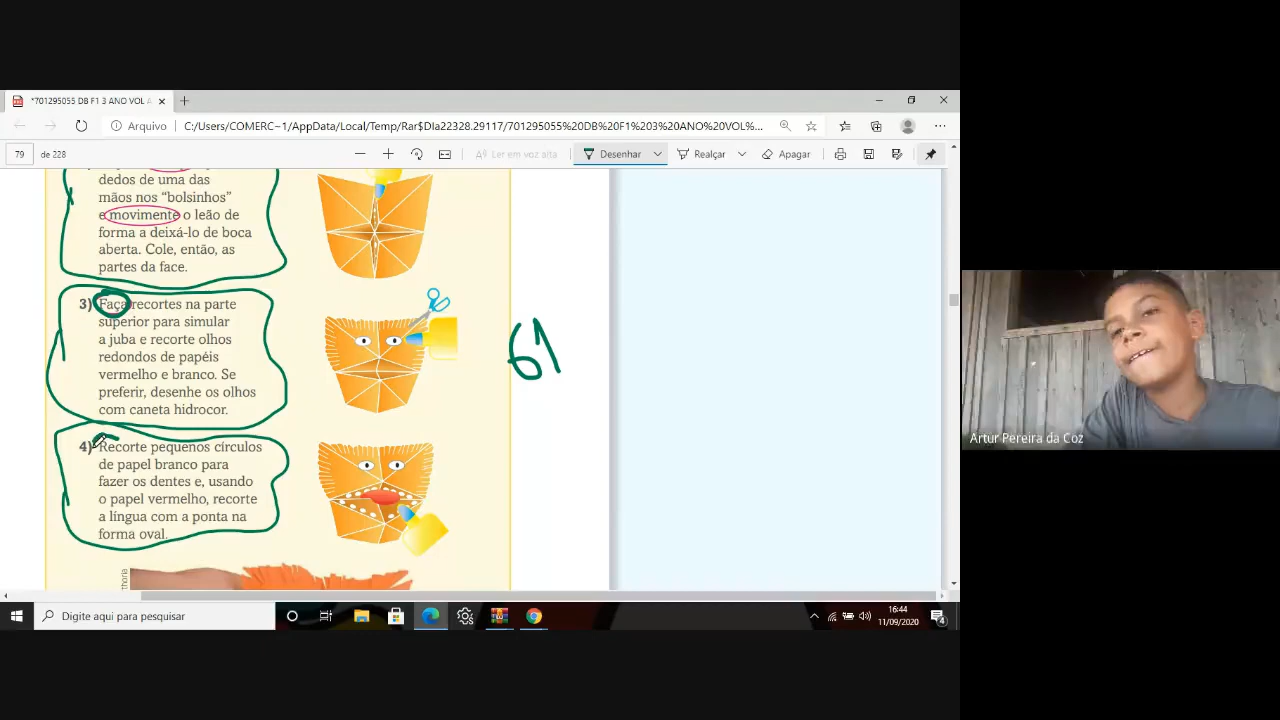 *701295055 DB F1 3 ANO VOL
Arquivo
C:/Users/COMERC~1/AppData/Local/Temp/Rar$DIa22328.29117/701295055%20DB%20F1%203%20ANO%20VOL%...
79 de 228
Ler em voz alta
Desenhar
Realçar
Apagar
dedos de uma das
mãos nos “bolsinhos”
e movimente o leão de
forma a deixá-lo de boca
aberta. Cole, então, as
partes da face.
3) Faça recortes na parte
superior para simular
a juba e recorte olhos
redondos de papéis
vermelho e branco. Se
preferir, desenhe os olhos
com caneta hidrocor.
61
4) Recorte pequenos círculos
de papel branco para
fazer os dentes e, usando
o papel vermelho, recorte
a língua com a ponta na
forma oval.
Artur Pereira da Coz
Digite aqui para pesquisar
16:44
11/09/2020
4